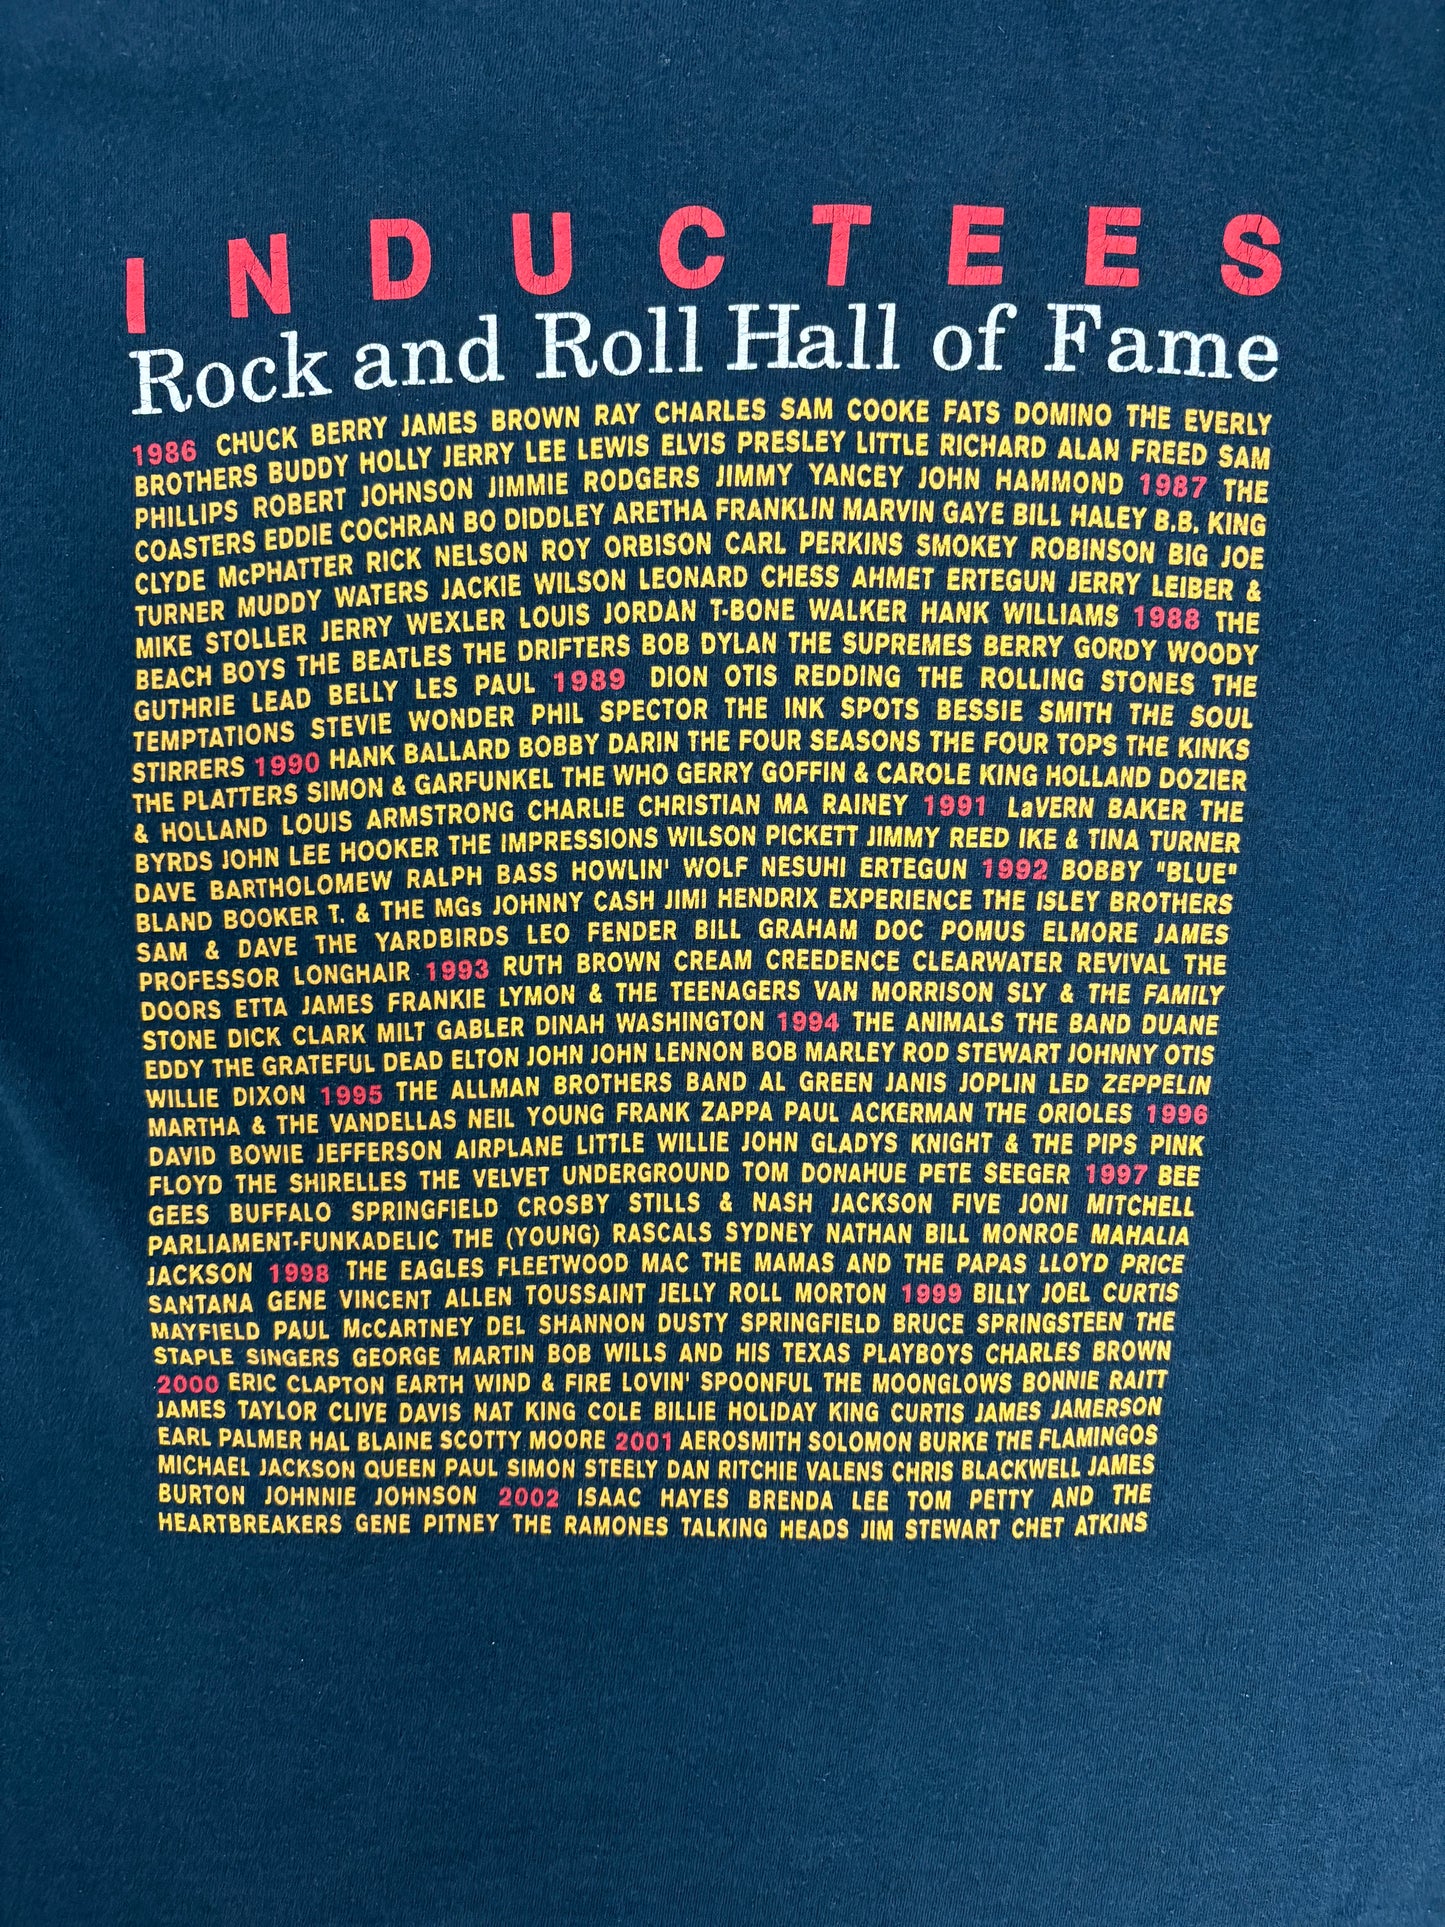 INDUCTEES
Rock and Roll Hall of Fame
1986 CHUCK BERRY JAMES BROWN RAY CHARLES SAM COOKE FATS DOMINO THE EVERLY
BROTHERS BUDDY HOLLY JERRY LEE LEWIS ELVIS PRESLEY LITTLE RICHARD ALAN FREED SAM
PHILLIPS ROBERT JOHNSON JIMMIE RODGERS JIMMY YANCEY JOHN HAMMOND 1987 THE
COASTERS EDDIE COCHRAN BO DIDDLEY ARETHA FRANKLIN MARVIN GAYE BILL HALEY B.B. KING
CLYDE McPHATTER RICK NELSON ROY ORBISON CARL PERKINS SMOKEY ROBINSON BIG JOE
TURNER MUDDY WATERS JACKIE WILSON LEONARD CHESS AHMET ERTEGUN JERRY LEIBER &
MIKE STOLLER JERRY WEXLER LOUIS JORDAN T-BONE WALKER HANK WILLIAMS 1988 THE
BEACH BOYS THE BEATLES THE DRIFTERS BOB DYLAN THE SUPREMES BERRY GORDY WOODY
GUTHRIE LEAD BELLY LES PAUL 1989 DION OTIS REDDING THE ROLLING STONES THE
TEMPTATIONS STEVIE WONDER PHIL SPECTOR THE INK SPOTS BESSIE SMITH THE SOUL
STIRRERS 1990 HANK BALLARD BOBBY DARIN THE FOUR SEASONS THE FOUR TOPS THE KINKS
THE PLATTERS SIMON & GARFUNKEL THE WHO GERRY GOFFIN & CAROLE KING HOLLAND DOZIER
& HOLLAND LOUIS ARMSTRONG CHARLIE CHRISTIAN MA RAINEY 1991 LaVERN BAKER THE
BYRDS JOHN LEE HOOKER THE IMPRESSIONS WILSON PICKETT JIMMY REED IKE & TINA TURNER
DAVE BARTHOLOMEW RALPH BASS HOWLIN' WOLF NESUHI ERTEGUN 1992 BOBBY "BLUE"
BLAND BOOKER T. & THE MGs JOHNNY CASH JIMI HENDRIX EXPERIENCE THE ISLEY BROTHERS
SAM & DAVE THE YARDBIRDS LEO FENDER BILL GRAHAM DOC POMUS ELMORE JAMES
PROFESSOR LONGHAIR 1993 RUTH BROWN CREAM CREEDENCE CLEARWATER REVIVAL THE
DOORS ETTA JAMES FRANKIE LYMON & THE TEENAGERS VAN MORRISON SLY & THE FAMILY
STONE DICK CLARK MILT GABLER DINAH WASHINGTON 1994 THE ANIMALS THE BAND DUANE
EDDY THE GRATEFUL DEAD ELTON JOHN JOHN LENNON BOB MARLEY ROD STEWART JOHNNY OTIS
WILLIE DIXON 1995 THE ALLMAN BROTHERS BAND AL GREEN JANIS JOPLIN LED ZEPPELIN
MARTHA & THE VANDELLAS NEIL YOUNG FRANK ZAPPA PAUL ACKERMAN THE ORIOLES 1996
DAVID BOWIE JEFFERSON AIRPLANE LITTLE WILLIE JOHN GLADYS KNIGHT & THE PIPS PINK
FLOYD THE SHIRELLES THE VELVET UNDERGROUND TOM DONAHUE PETE SEEGER 1997 BEE
GEES BUFFALO SPRINGFIELD CROSBY STILLS & NASH JACKSON FIVE JONI MITCHELL
PARLIAMENT-FUNKADELIC THE (YOUNG) RASCALS SYDNEY NATHAN BILL MONROE MAHALIA
JACKSON 1998 THE EAGLES FLEETWOOD MAC THE MAMAS AND THE PAPAS LLOYD PRICE
SANTANA GENE VINCENT ALLEN TOUSSAINT JELLY ROLL MORTON 1999 BILLY JOEL CURTIS
MAYFIELD PAUL McCARTNEY DEL SHANNON DUSTY SPRINGFIELD BRUCE SPRINGSTEEN THE
STAPLE SINGERS GEORGE MARTIN BOB WILLS AND HIS TEXAS PLAYBOYS CHARLES BROWN
2000 ERIC CLAPTON EARTH WIND & FIRE LOVIN' SPOONFUL THE MOONGLOWS BONNIE RAITT
JAMES TAYLOR CLIVE DAVIS NAT KING COLE BILLIE HOLIDAY KING CURTIS JAMES JAMERSON
EARL PALMER HAL BLAINE SCOTTY MOORE 2001 AEROSMITH SOLOMON BURKE THE FLAMINGOS
MICHAEL JACKSON QUEEN PAUL SIMON STEELY DAN RITCHIE VALENS CHRIS BLACKWELL JAMES
BURTON JOHNNIE JOHNSON 2002 ISAAC HAYES BRENDA LEE TOM PETTY AND THE
HEARTBREAKERS GENE PITNEY THE RAMONES TALKING HEADS JIM STEWART CHET ATKINS